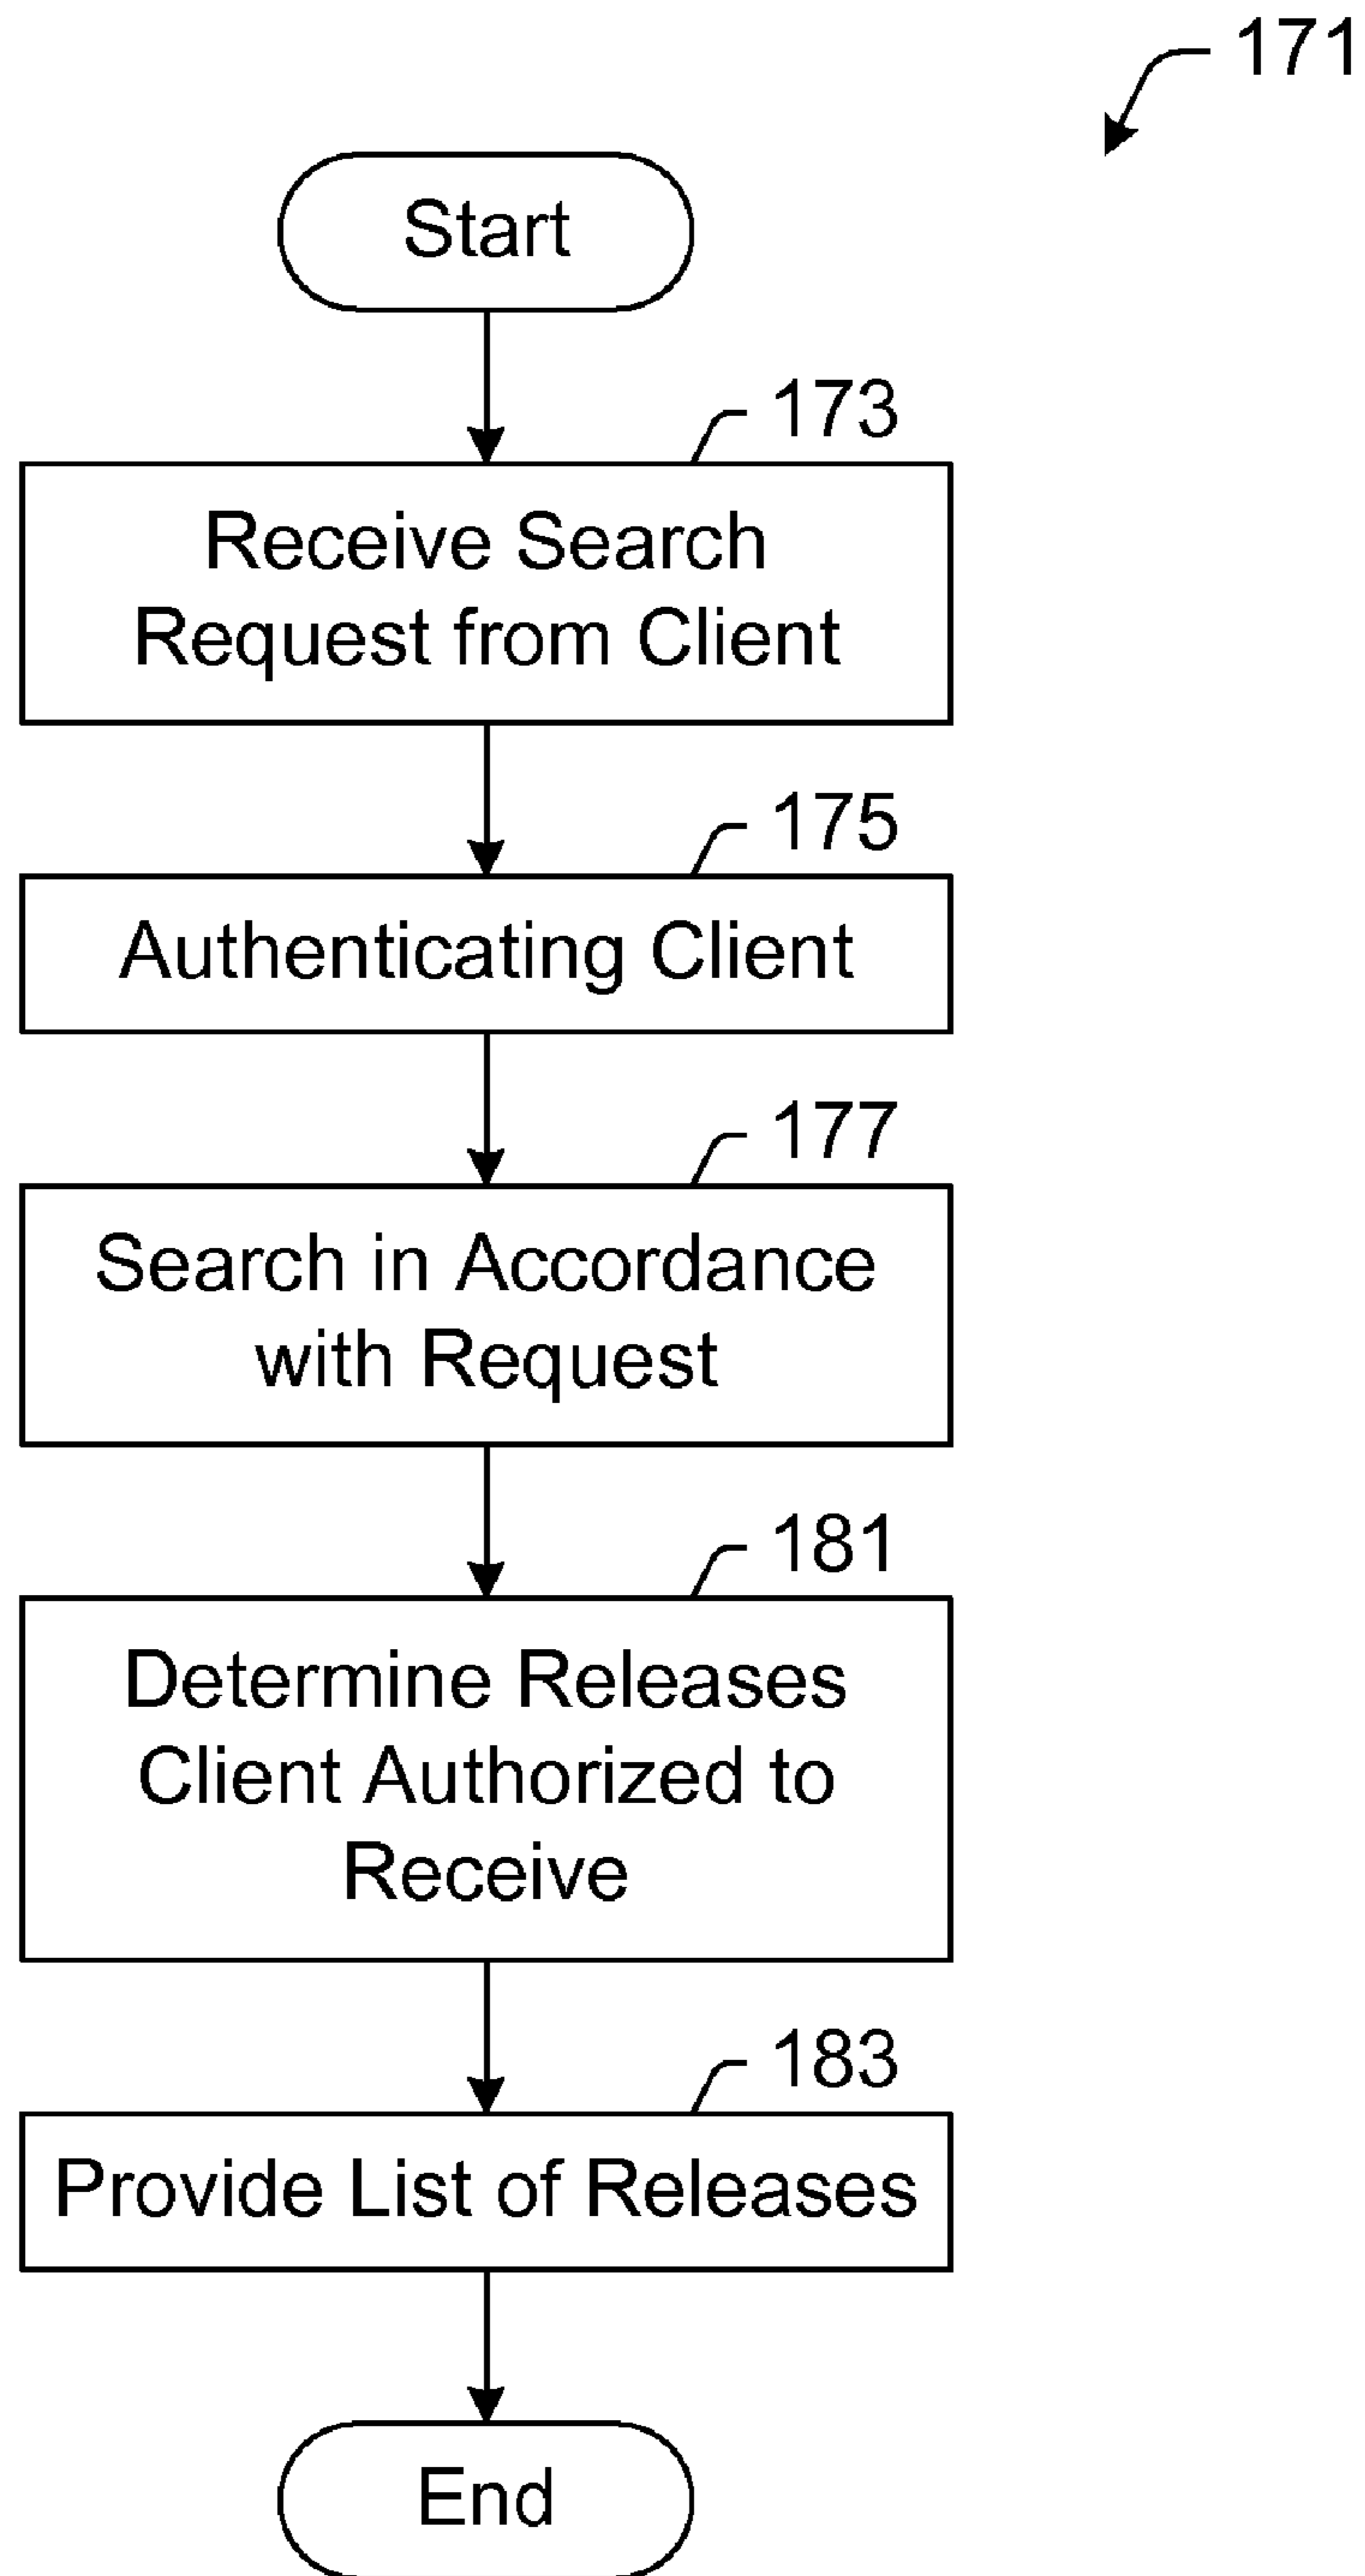 171
Start
173
Receive Search
Request from Client
175
Authenticating Client
177
Search in Accordance
with Request
181
Determine Releases
Client Authorized to
Receive
183
Provide List of Releases
End